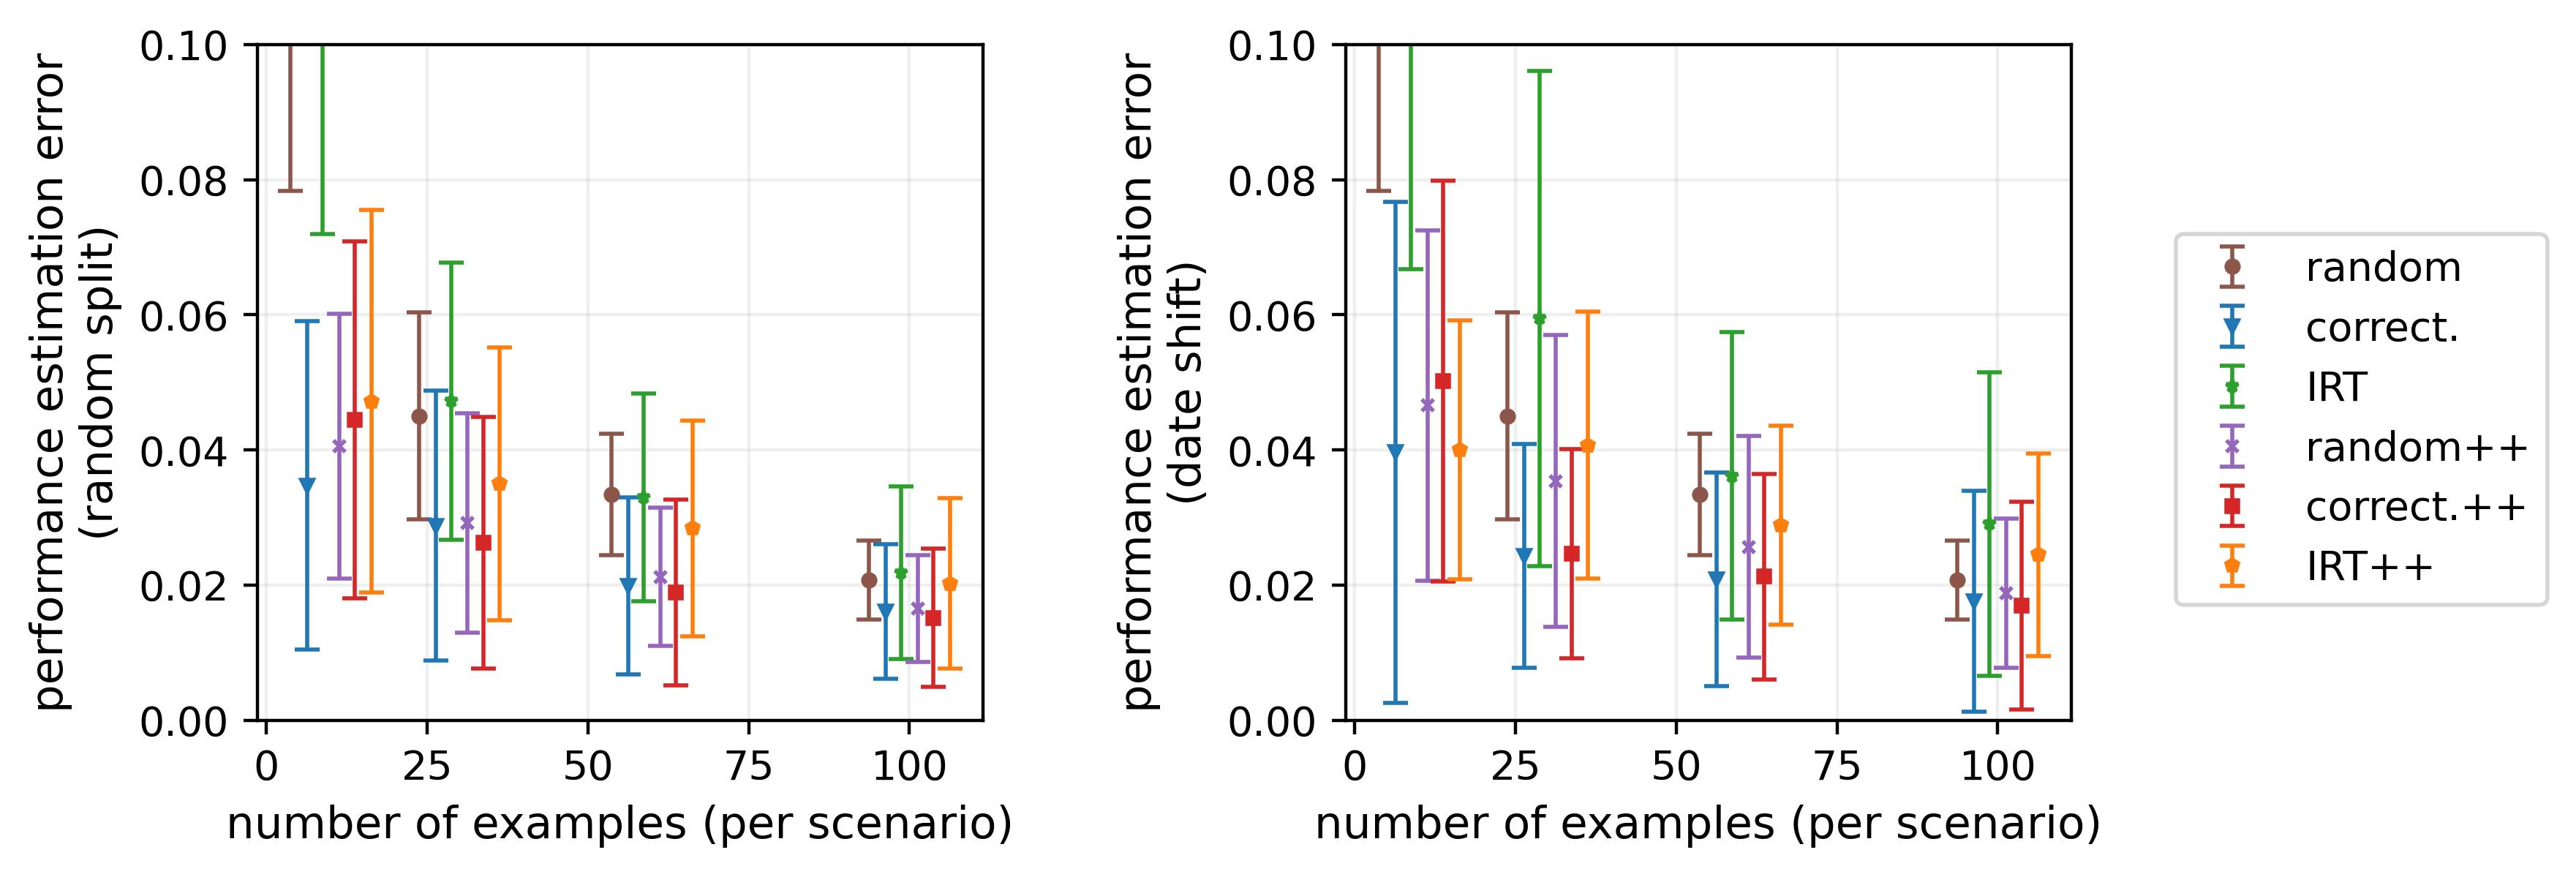 performance estimation error
(random split)
0.10
0.08
0.06
0.04
0.02
0.00
0 25 50 75 100
number of examples (per scenario)
performance estimation error
(date shift)
0.10
0.08
0.06
0.04
0.02
0.00
0 25 50 75 100
number of examples (per scenario)
random
correct.
IRT
random++
correct.++
IRT++